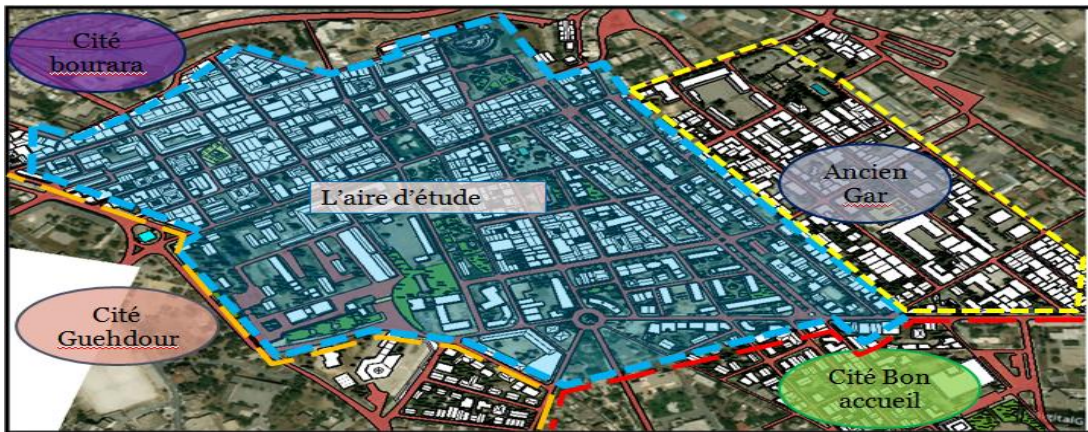 Cité
bourara
L'aire d'étude
Ancien
Gar
Cité
Guehdour
Cité Bon
accueil